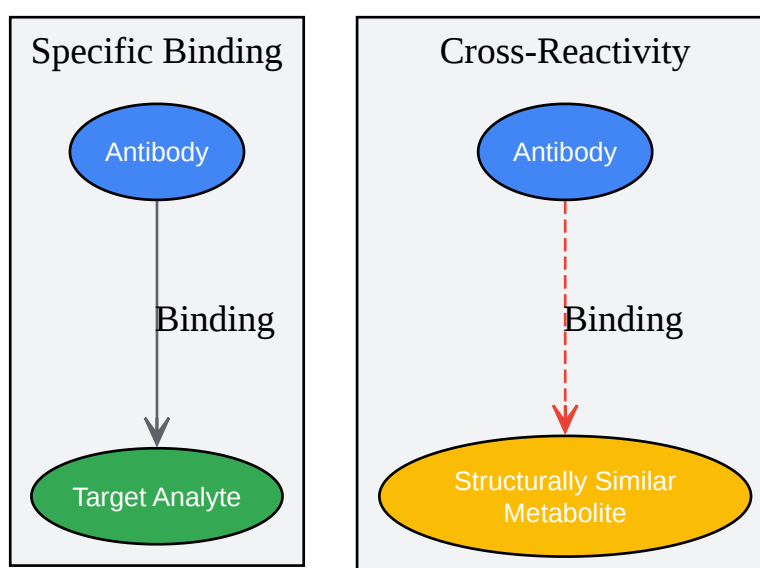 Specific Binding
Antibody
Binding
Target Analyte
Cross-Reactivity
Antibody
Binding
Structurally Similar
Metabolite